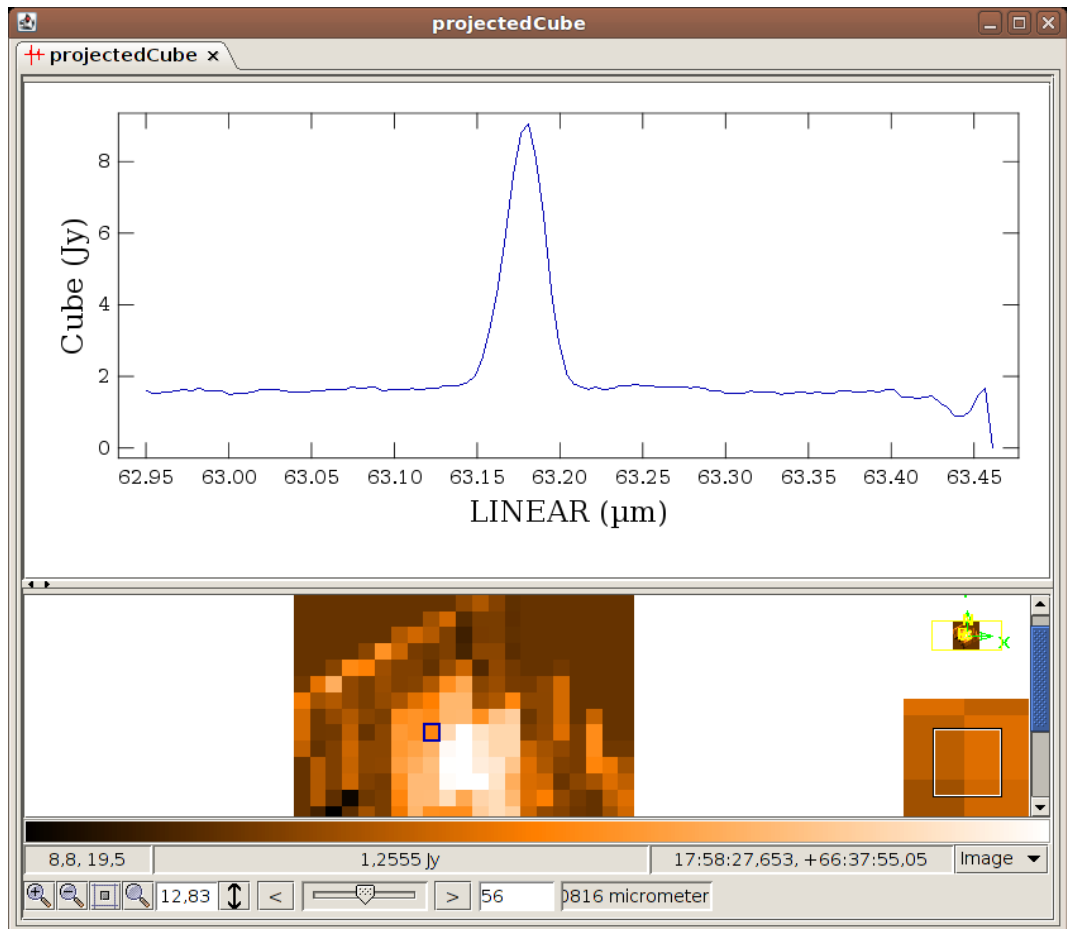 projectedCube
projectedCube x
Cube (Jy)
8
6
4
2
0
62.95 63.00 63.05 63.10 63.15 63.20 63.25 63.30 63.35 63.40 63.45
LINEAR (µm)
N
X
8,8, 19,5 1,2555 Jy 17:58:27,653, +66:37:55,05 Image
12,83 < > 56 0816 micrometer